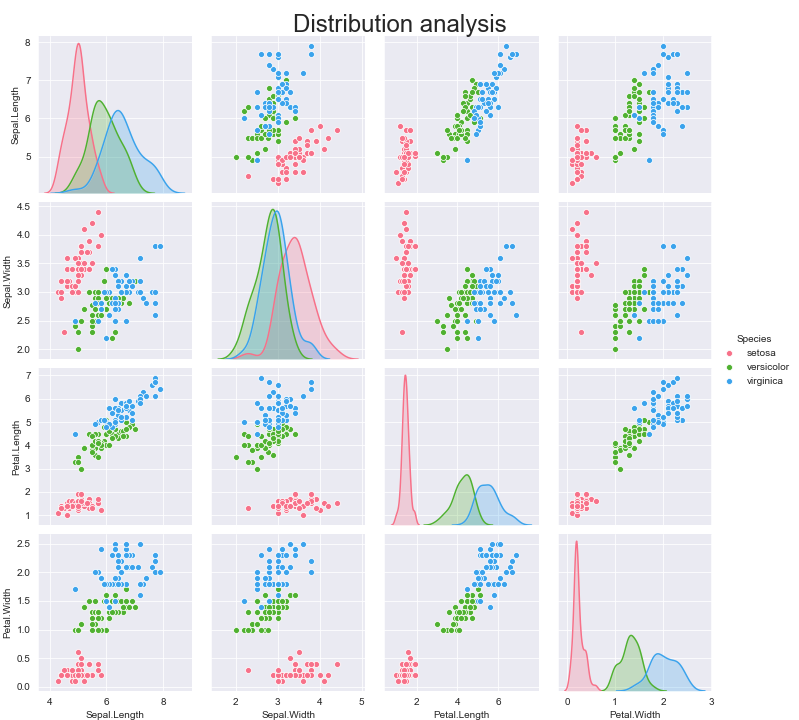 Distribution analysis
8
7
6
5
Sepal.Length
4.5
4.0
3.5
3.0
2.5
2.0
Sepal.Width
Species
setosa
versicolor
virginica
7
6
5
4
3
2
1
Petal.Length
2.5
2.0
1.5
1.0
0.5
0.0
Petal.Width
4 6 8
2 3 4 5
2 4 6
0 1 2 3
Sepal.Length
Sepal.Width
Petal.Length
Petal.Width